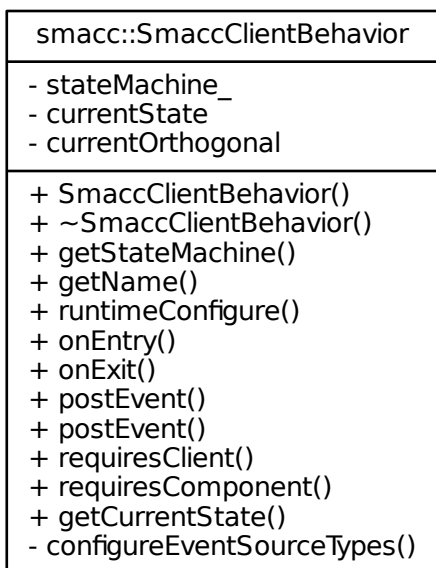 smacc::SmaccClientBehavior
- stateMachine_
- currentState
- currentOrthogonal
+ SmaccClientBehavior()
+ ~SmaccClientBehavior()
+ getStateMachine()
+ getName()
+ runtimeConfigure()
+ onEntry()
+ onExit()
+ postEvent()
+ postEvent()
+ requiresClient()
+ requiresComponent()
+ getCurrentState()
- configureEventSourceTypes()